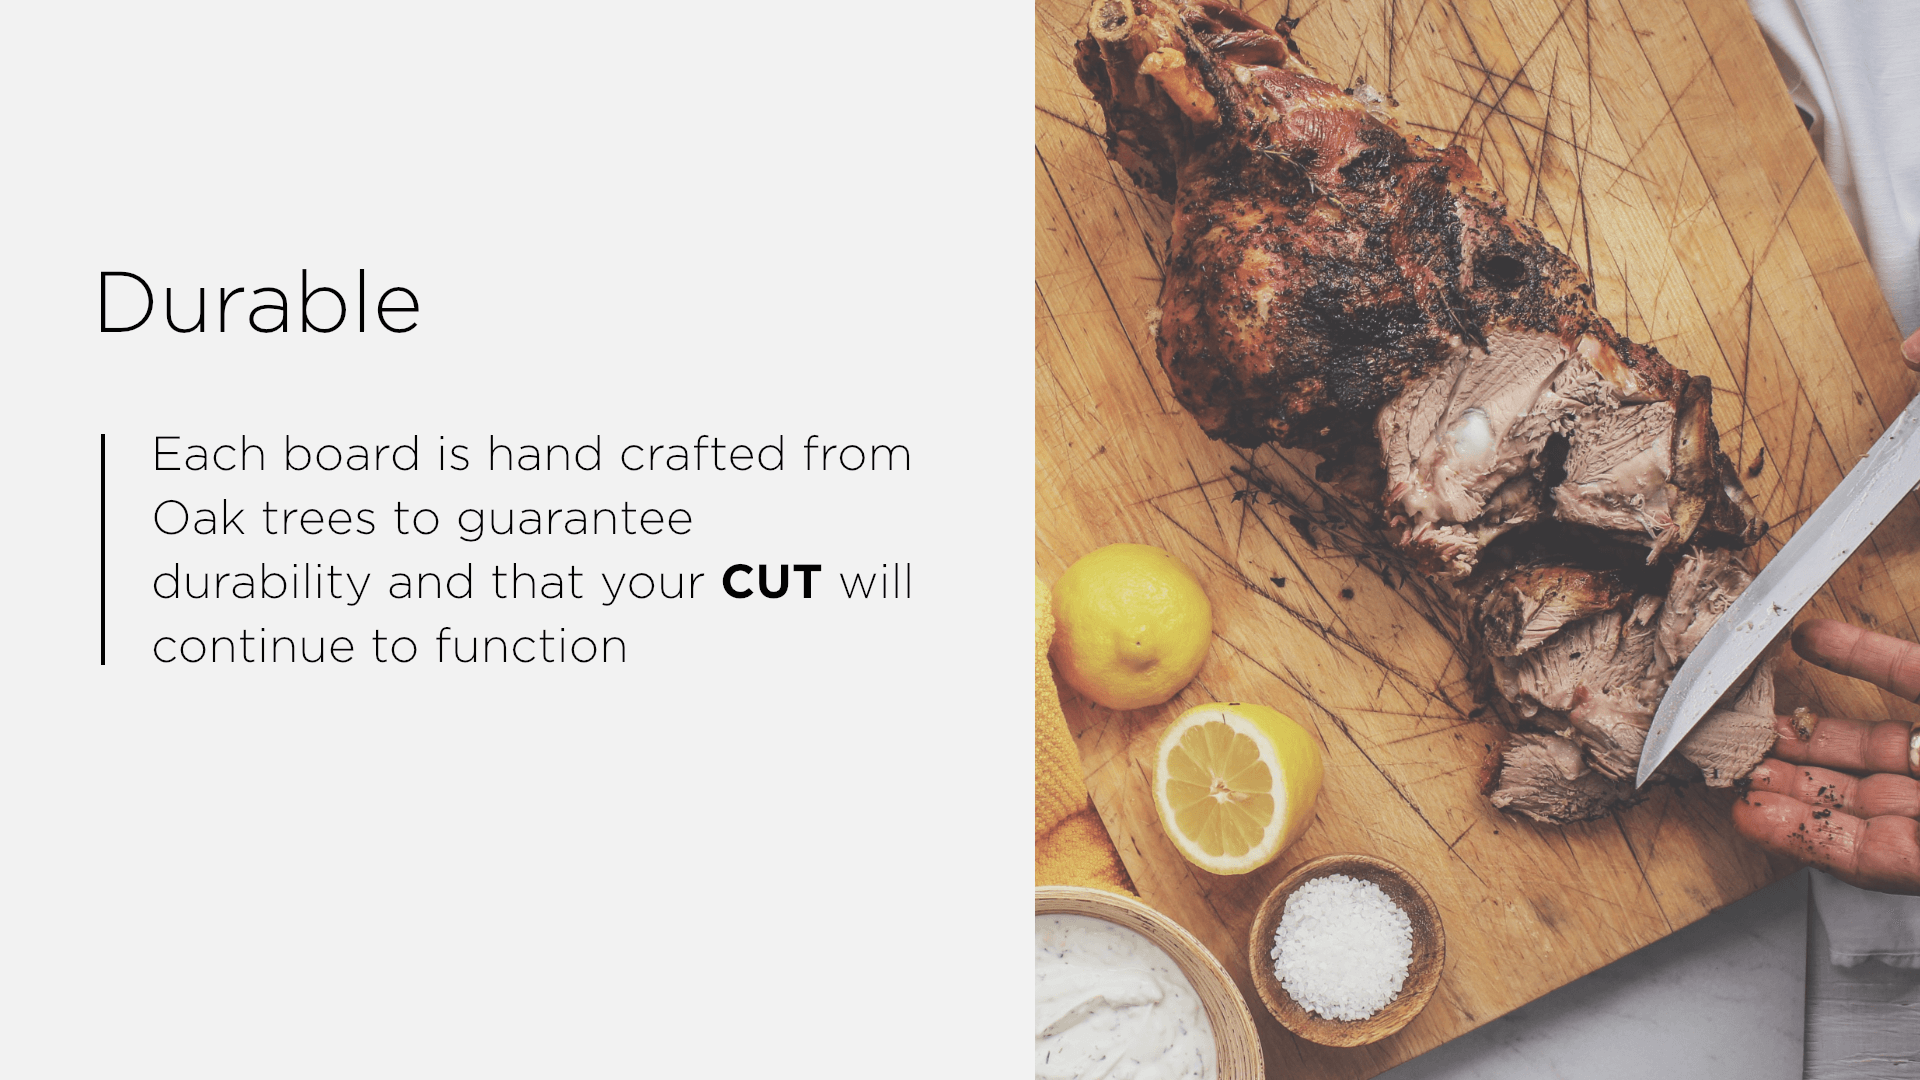 Durable
Each board is hand crafted from
Oak trees to guarantee
durability and that your CUT will
continue to function